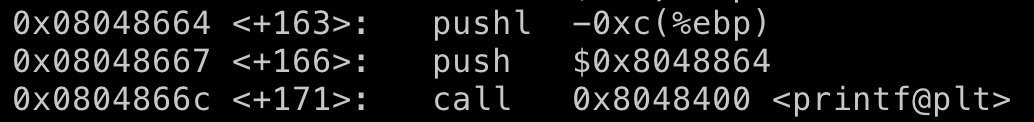 0x08048664 <+163>: pushl -0xc(%ebp)
0x08048667 <+166>: push $0x8048864
0x0804866c <+171>: call 0x8048400 <printf@plt>